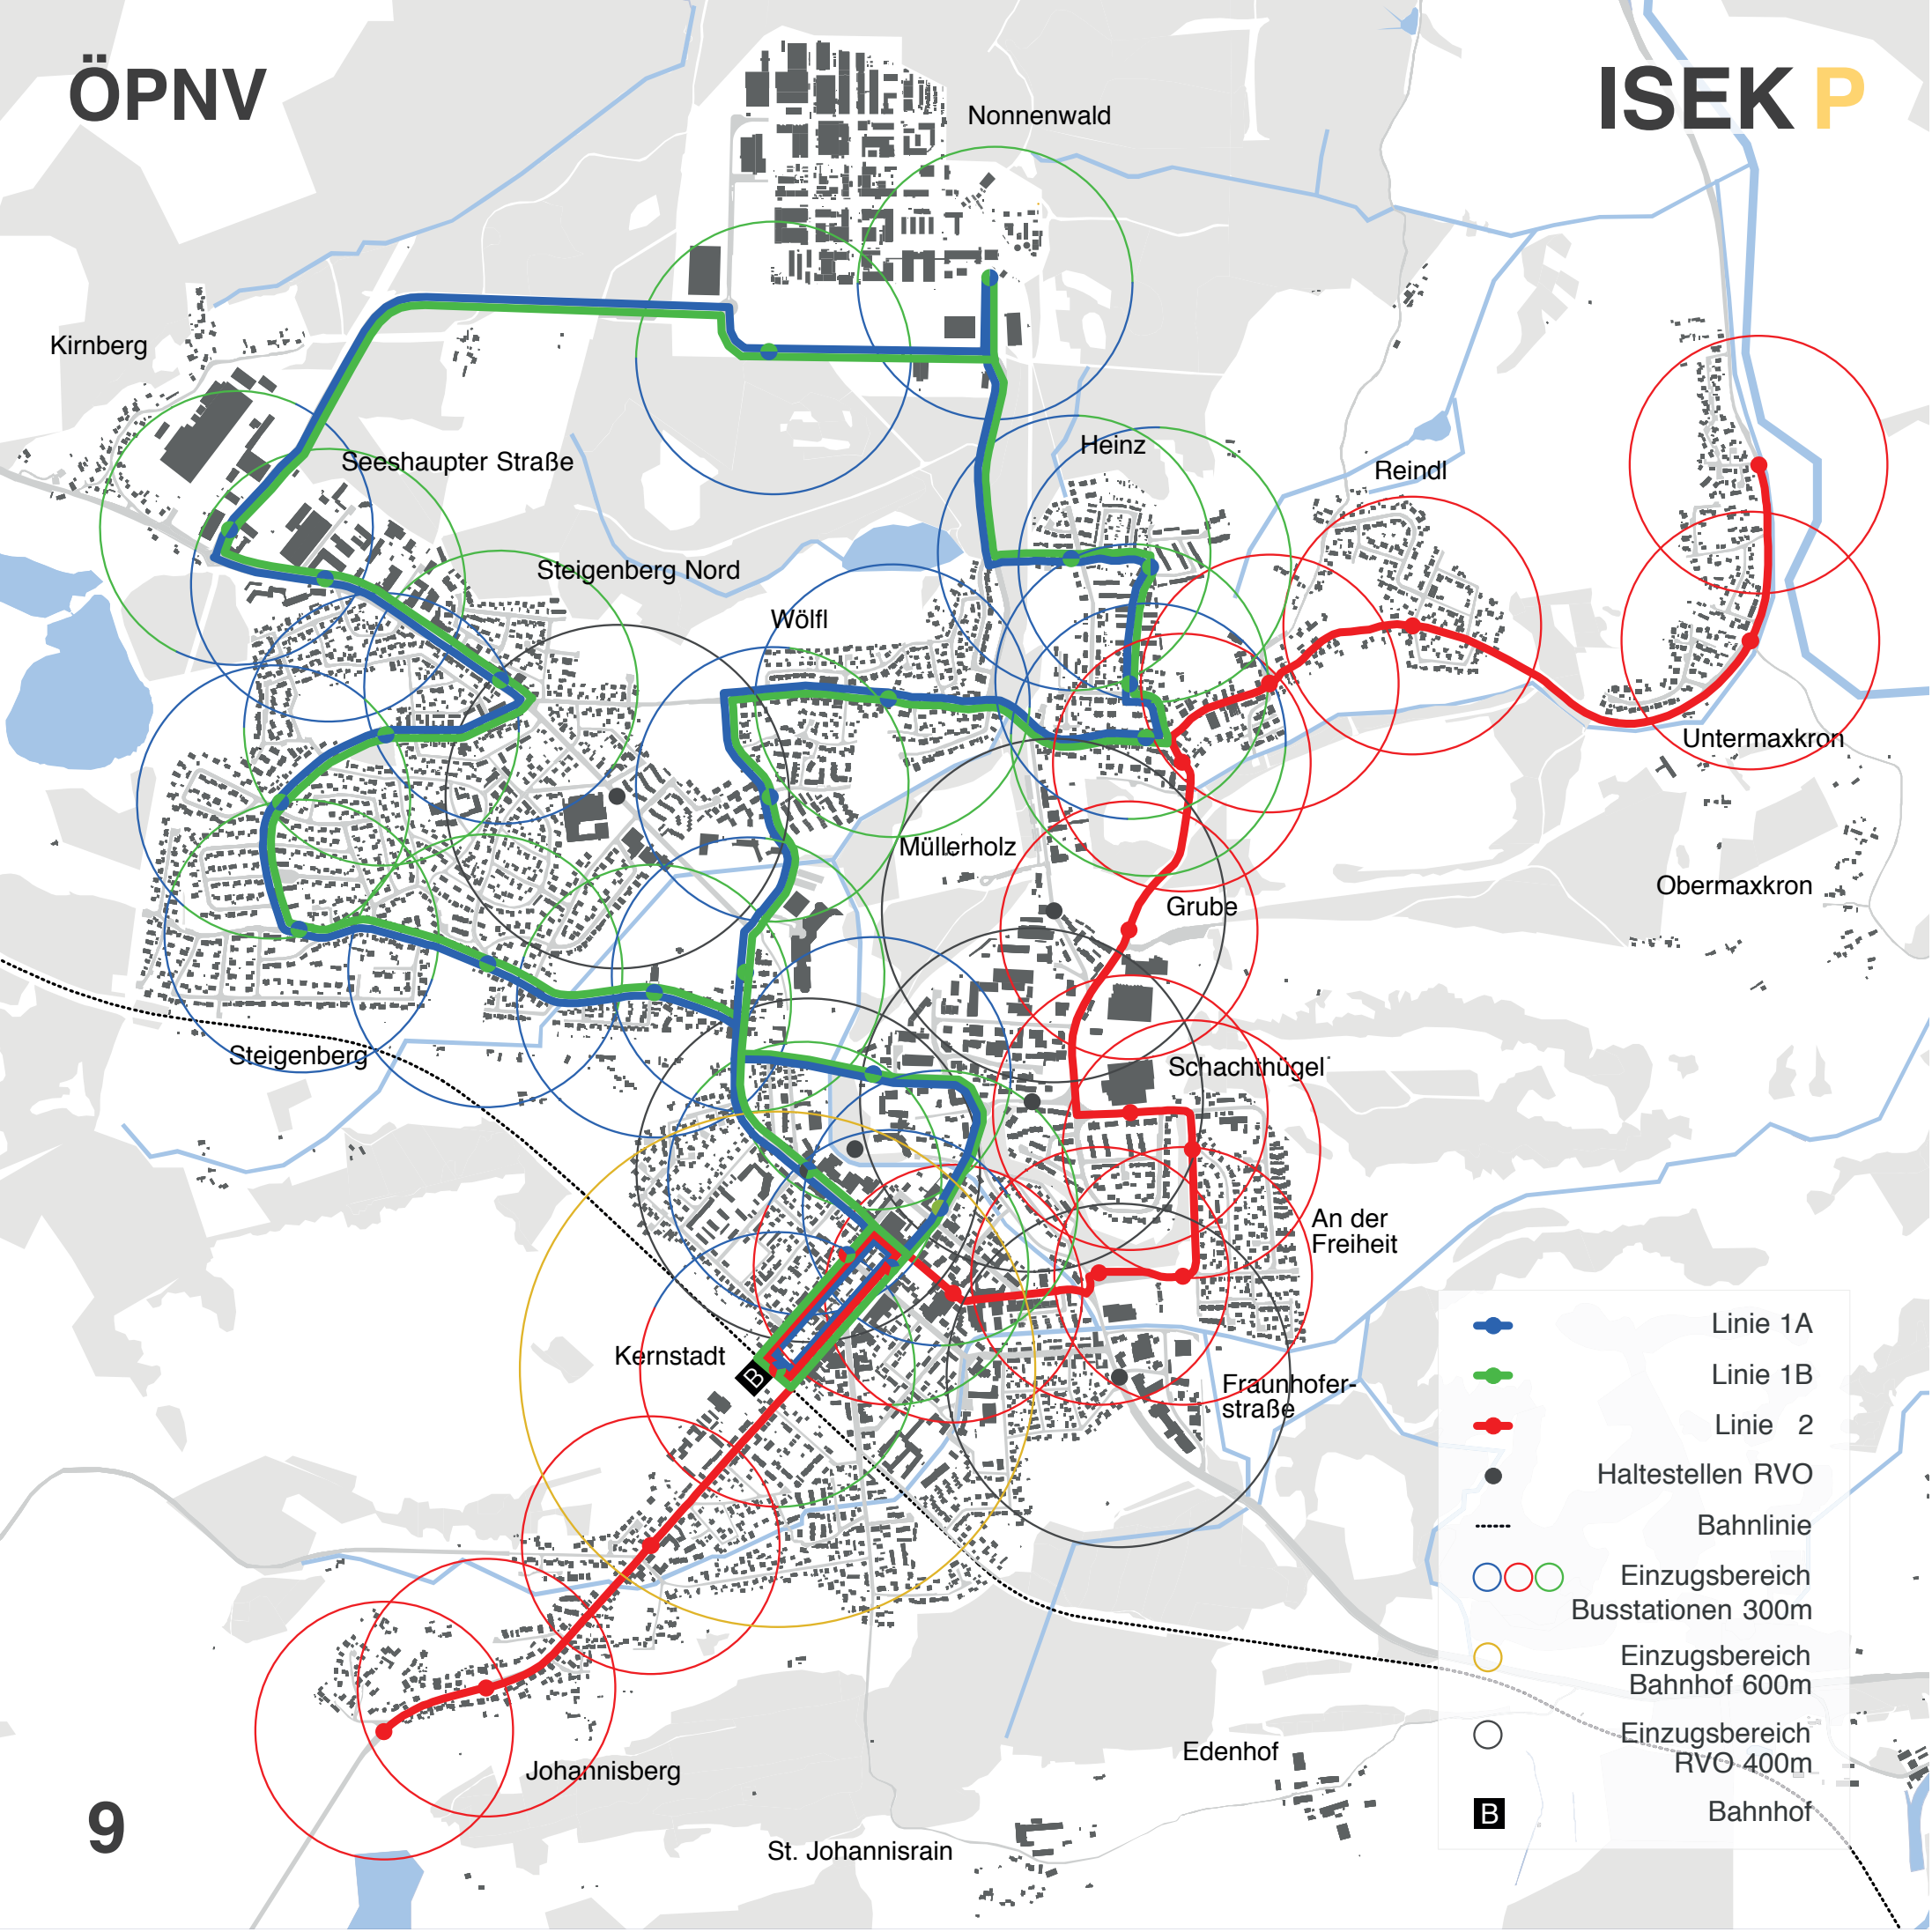 ÖPNV
ISEK P
Nonnenwald
Kirnberg
Heinz
Seeshaupter Straße
Reindl
Steigenberg Nord
Wölfl
Untermaxkron
Müllerholz
Obermaxkron
Grube
Steigenberg
Schachthügel
An der
Freiheit
Kernstadt
B
Fraunhofer-
straße
Linie 1A
Linie 1B
Linie 2
Haltestellen RVO
Bahnlinie
Einzugsbereich
Busstationen 300m
Einzugsbereich
Bahnhof 600m
Einzugsbereich
RVO 400m
B Bahnhof
Edenhof
Johannisberg
St. Johannisrain
9